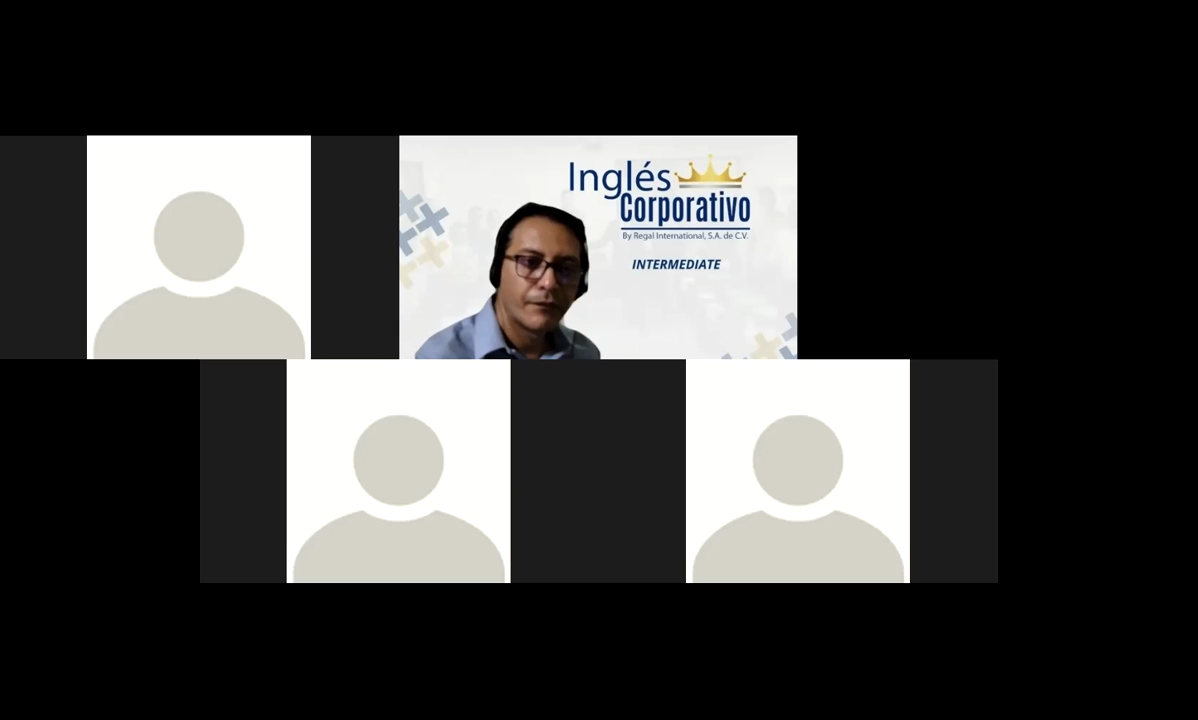 Inglés
Corporativo
By Regal International, S.A. de C.V.
INTERMEDIATE